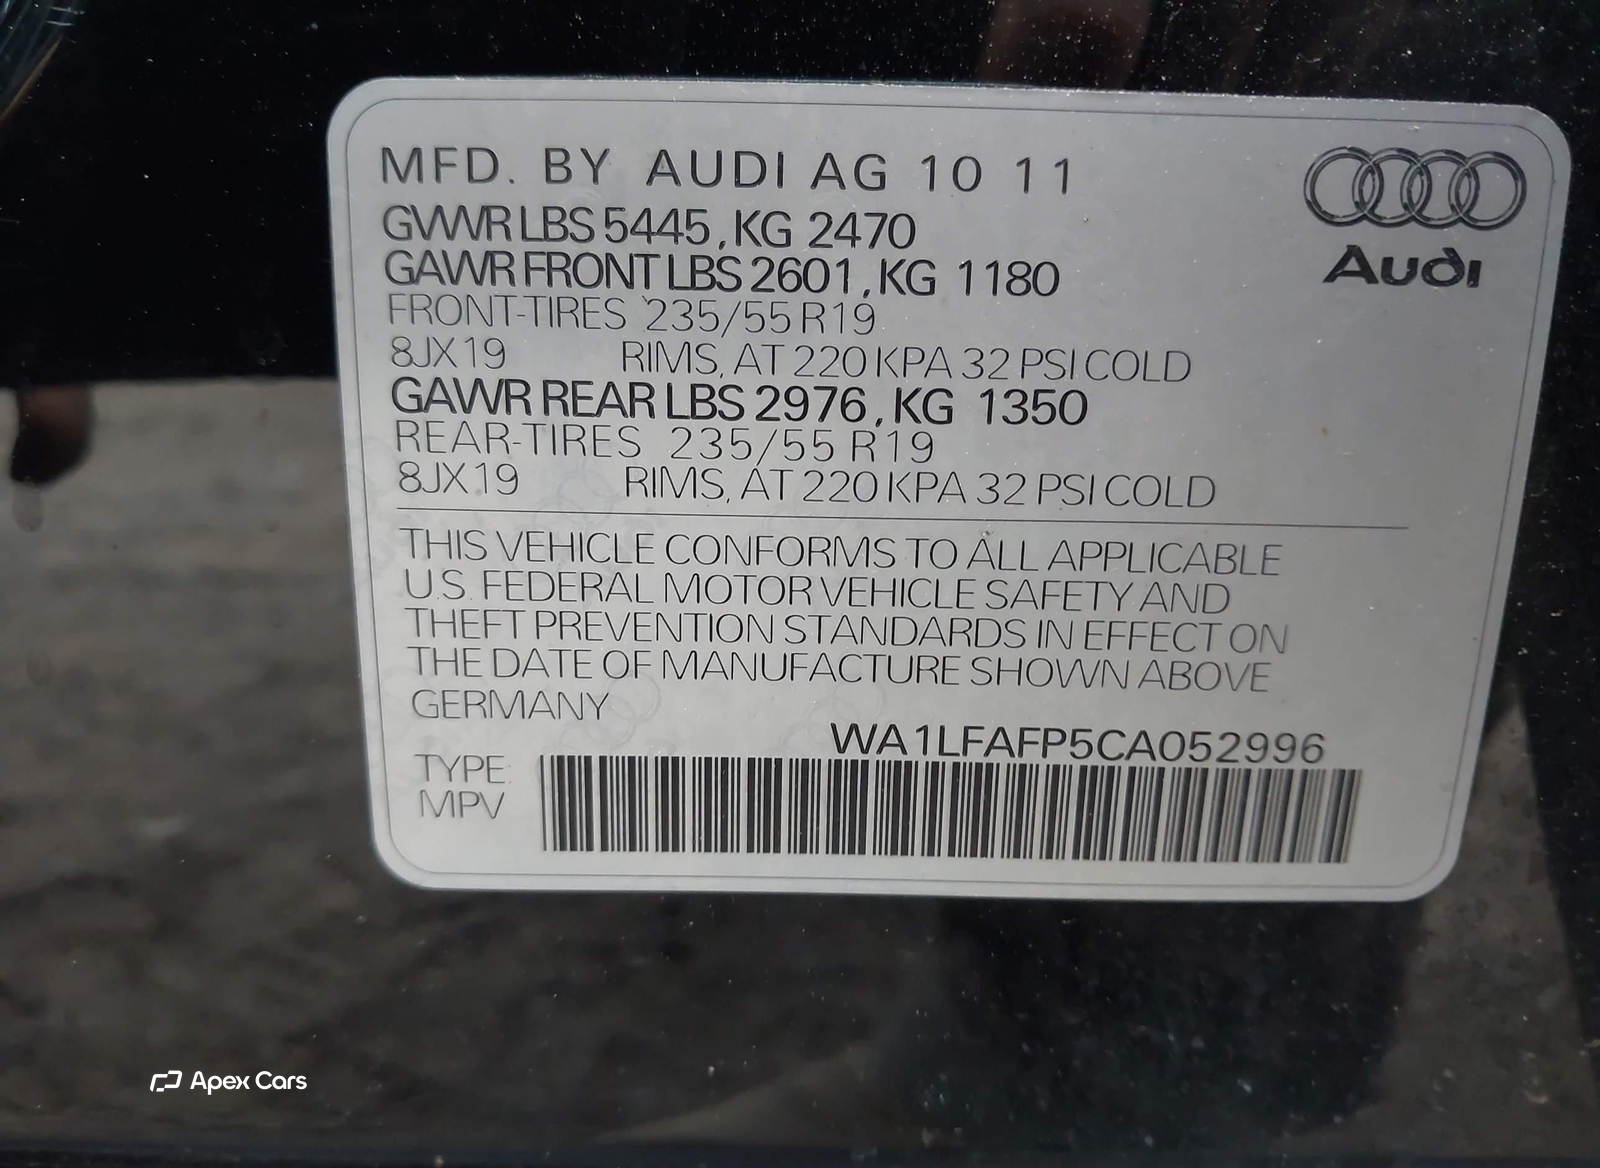 MFD. BY AUDI AG 10 11
GVWR LBS 5445, KG 2470
GAWR FRONT LBS 2601, KG 1180
FRONT-TIRES 235/55 R19
8JX19 RIMS, AT 220 KPA 32 PSI COLD
GAWR REAR LBS 2976, KG 1350
REAR-TIRES 235/55 R19
8JX19 RIMS, AT 220 KPA 32 PSI COLD
Audi
THIS VEHICLE CONFORMS TO ALL APPLICABLE
U.S. FEDERAL MOTOR VEHICLE SAFETY AND
THEFT PREVENTION STANDARDS IN EFFECT ON
THE DATE OF MANUFACTURE SHOWN ABOVE
GERMANY
WA1LFAFP5CA052996
TYPE:
MPV
Apex Cars